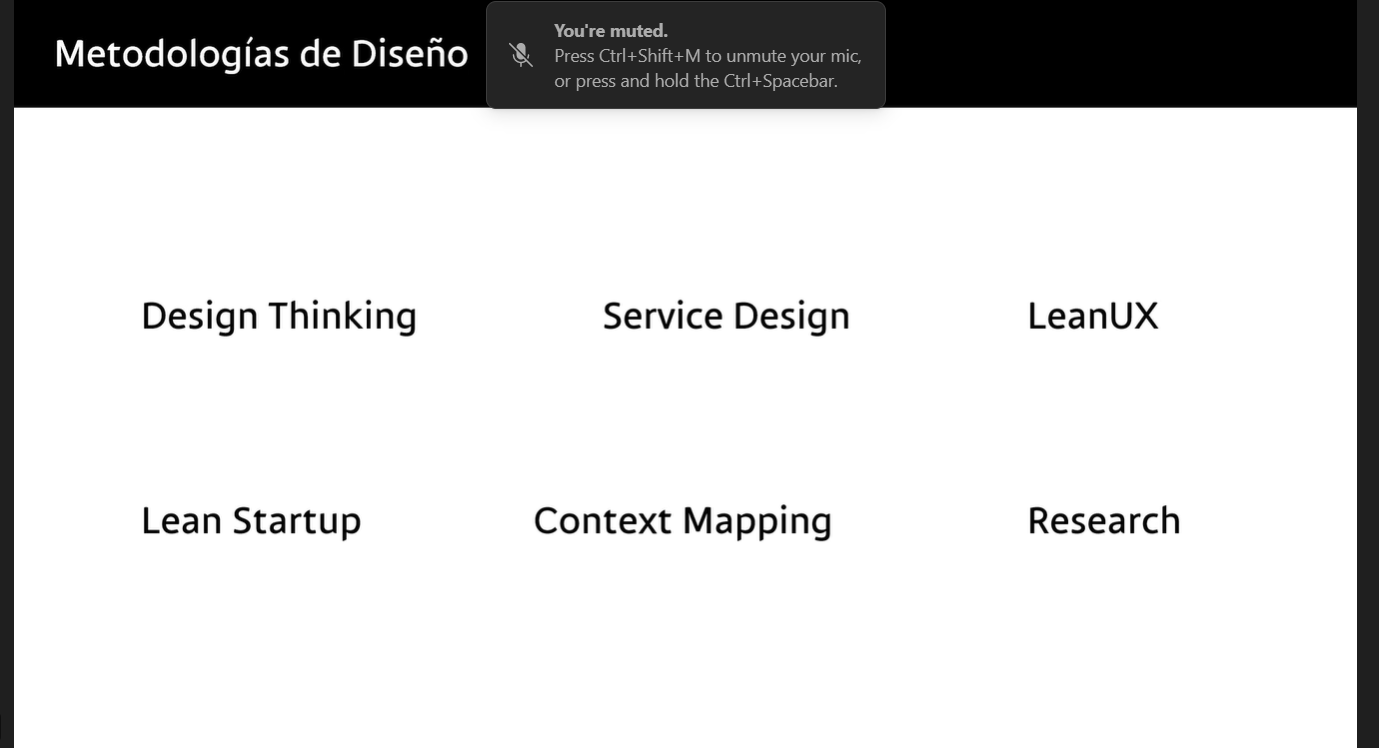 Metodologías de Diseño
You're muted.
Press Ctrl+Shift+M to unmute your mic,
or press and hold the Ctrl+Spacebar.
Design Thinking
Service Design
LeanUX
Lean Startup
Context Mapping
Research